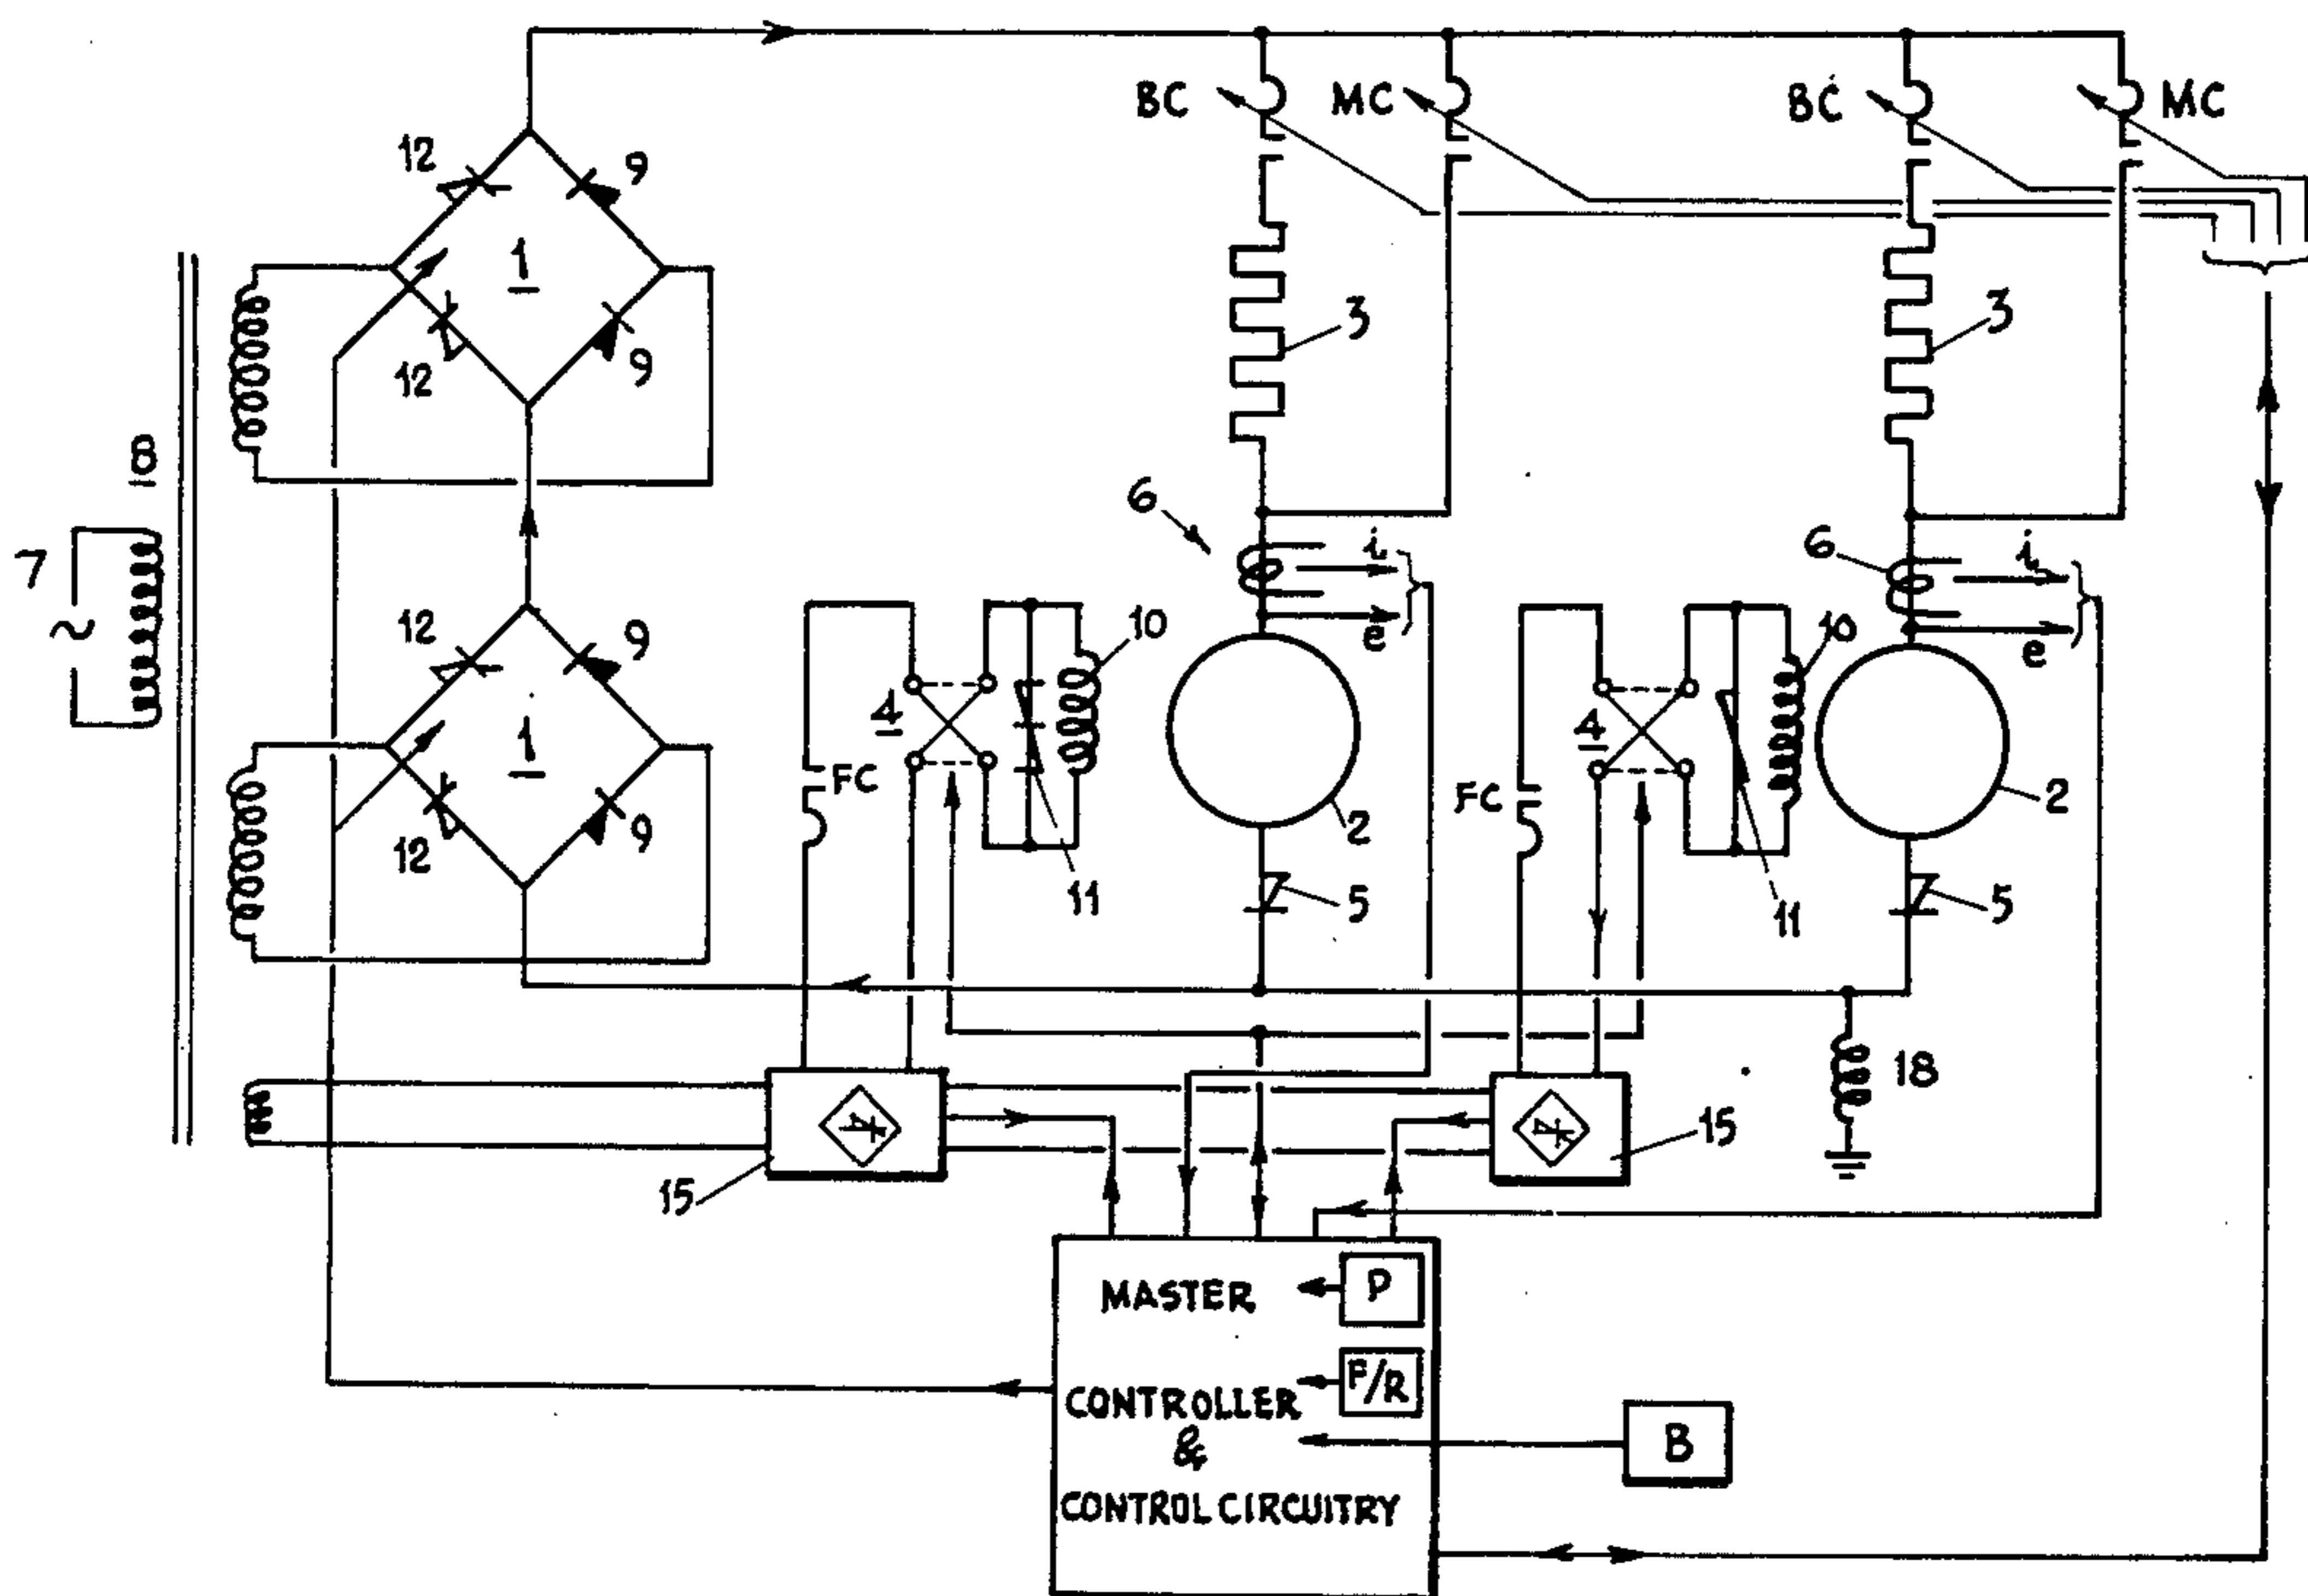 BC MC BC MC
12 9
1
3 3
12 9
8
6 i 6 i
7
12 9 10 e 10 e
~
4 4
1
FC 2 FC 2
12 9
11 5 11 5
18
15
15
MASTER P
CONTROLLER F/R
& B
CONTROL CIRCUITRY